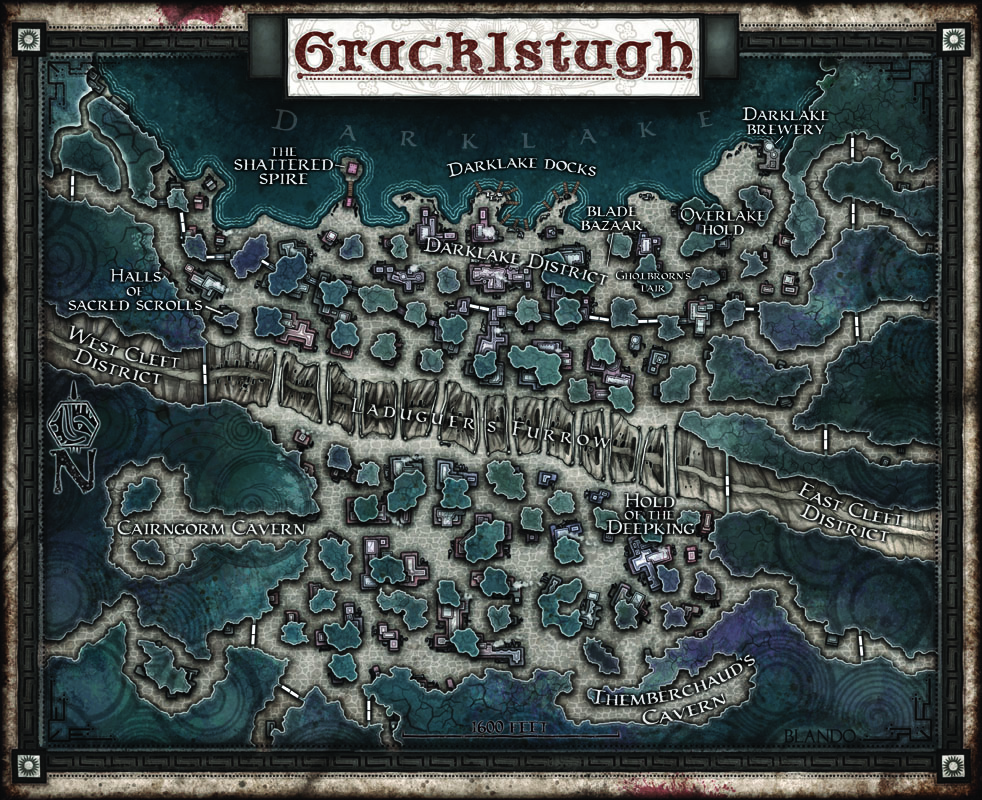 Gracklstugh
DARKLAKE
DARKLAKE
BREWERY
THE
SHATTERED
SPIRE
DARKLAKE DOCKS
BLADE
BAZAAR
OVERLAKE
HOLD
DARKLAKE DISTRICT
GHOLBRORN'S
LAIR
HALLS
OF
SACRED SCROLLS
WEST CLEFT
DISTRICT
LADUGUER'S FURROW
N
HOLD
OF THE
DEEPKING
EAST CLEFT
DISTRICT
CAIRNGORM CAVERN
THEMBERCHAUD'S
CAVERN
1600 FEET
BLANDO